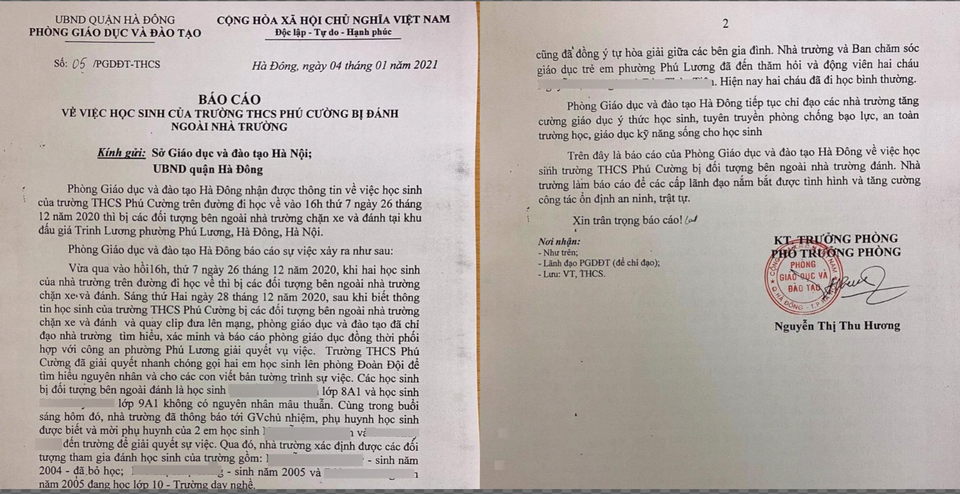 UBND QUẬN HÀ ĐÔNG
PHÒNG GIÁO DỤC VÀ ĐÀO TẠO
CỘNG HÒA XÃ HỘI CHỦ NGHĨA VIỆT NAM
Độc lập - Tự do - Hạnh phúc
Số: 05 /PGDĐT-THCS
Hà Đông, ngày 04 tháng 01 năm 2021
BÁO CÁO
VỀ VIỆC HỌC SINH CỦA TRƯỜNG THCS PHÚ CƯỜNG BỊ ĐÁNH
NGOÀI NHÀ TRƯỜNG
Kính gửi: Sở Giáo dục và đào tạo Hà Nội;
UBND quận Hà Đông
Phòng Giáo dục và đào tạo Hà Đông nhận được thông tin về việc học sinh
của trường THCS Phú Cường trên đường đi học về vào 16h thứ 7 ngày 26 tháng
12 năm 2020 thì bị các đối tượng bên ngoài nhà trường chặn xe và đánh tại khu
đấu giá Trinh Lương phường Phú Lương, Hà Đông, Hà Nội.
Phòng Giáo dục và đào tạo Hà Đông báo cáo sự việc xảy ra như sau:
Vừa qua vào hồi16h, thứ 7 ngày 26 tháng 12 năm 2020, khi hai học sinh
của nhà trường trên đường đi học về thì bị các đối tượng bên ngoài nhà trường
chặn xe và đánh. Sáng thứ Hai ngày 28 tháng 12 năm 2020, sau khi biết thông
tin học sinh của trường THCS Phú Cường bị các đối tượng bên ngoài nhà trường
chặn xe và đánh và quay clip đưa lên mạng, phòng giáo dục và đào tạo đã chỉ
đạo nhà trường tìm hiểu, xác minh và báo cáo phòng giáo dục đồng thời phối
hợp với công an phường Phú Lương giải quyết vụ việc. Trường THCS Phú
Cường đã giải quyết nhanh chóng gọi hai em học sinh lên phòng Đoàn Đội để
tìm hiểu nguyên nhân và cho các con viết bản tường trình sự việc. Các học sinh
bị đối tượng bên ngoài đánh là học sinh lớp 8A1 và học sinh
lớp 9A1 không có nguyên nhân mâu thuẫn. Cùng trong buổi
sáng hôm đó, nhà trường đã thông báo tới GVchủ nhiệm, phụ huynh học sinh
được biết và mời phụ huynh của 2 em học sinh và
đến trường để giải quyết sự việc. Qua đó, nhà trường xác định được các đối
tượng tham gia đánh học sinh của trường gồm: - sinh năm
2004 - đã bỏ học; - sinh năm 2005 và
năm 2005 đang học lớp 10 - Trường dạy nghề.
2
cũng đã đồng ý tự hòa giải giữa các bên gia đình. Nhà trường và Ban chăm sóc
giáo dục trẻ em phường Phú Lương đã đến thăm hỏi và động viên hai cháu
Hiện nay hai cháu đã đi học bình thường.
Phòng Giáo dục và đào tạo Hà Đông tiếp tục chỉ đạo các nhà trường tăng
cường giáo dục ý thức học sinh, tuyên truyền phòng chống bạo lực, an toàn
trường học, giáo dục kỹ năng sống cho học sinh
Trên đây là báo cáo của Phòng Giáo dục và đào tạo Hà Đông về việc học
sinh trường THCS Phú Cường bị đối tượng bên ngoài nhà trường đánh. Nhà
trường làm báo cáo để các cấp lãnh đạo nắm bắt được tình hình và tăng cường
công tác ổn định an ninh, trật tự.
Xin trân trọng báo cáo!
Nơi nhận:
- Như trên;
- Lãnh đạo PGDĐT (để chỉ đạo);
- Lưu: VT, THCS.
KT. TRƯỞNG PHÒNG
PHÓ TRƯỞNG PHÒNG
PHÒNG
GIÁO DỤC VÀ
ĐÀO TẠO
Nguyễn Thị Thu Hương